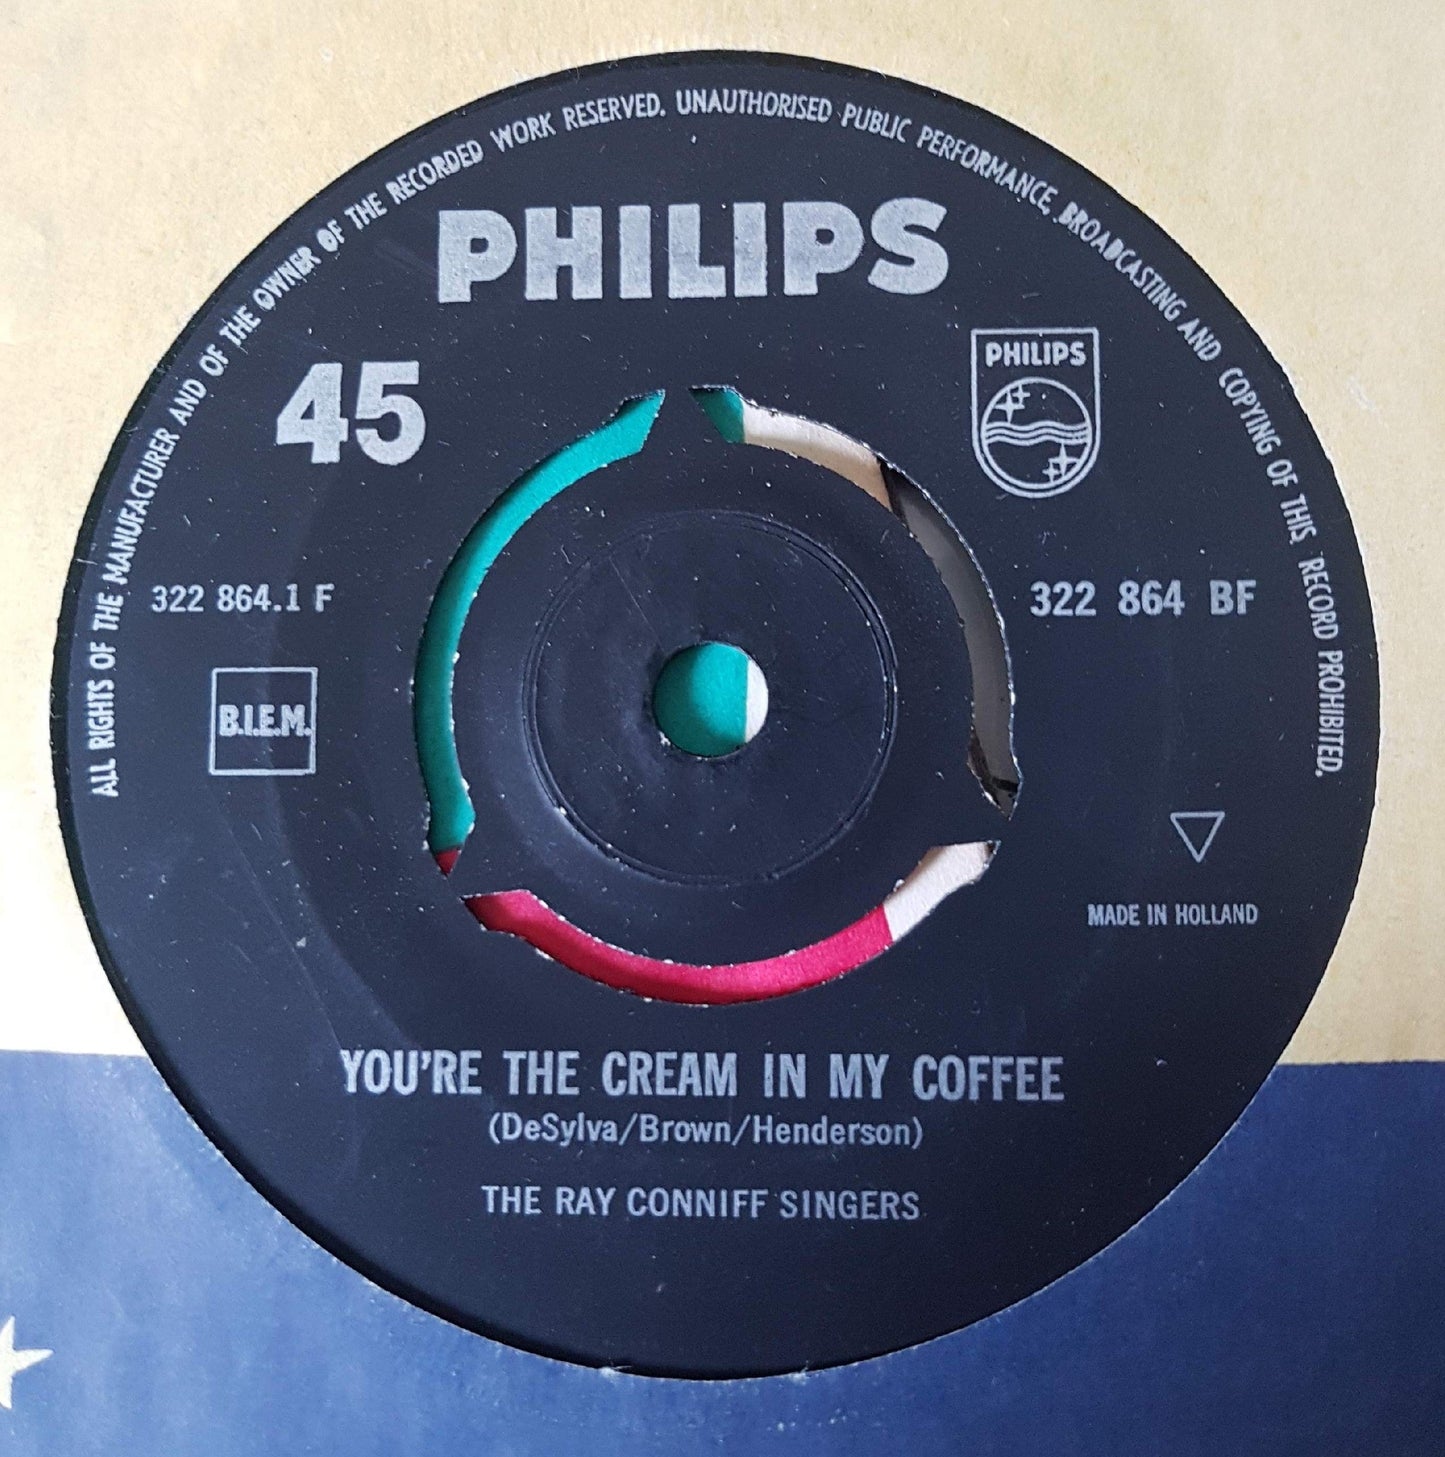 ALL RIGHTS OF THE MANUFACTURER AND OF THE OWNER OF THE RECORDED WORK RESERVED. UNAUTHORISED PUBLIC PERFORMANCE, BROADCASTING AND COPYING OF THIS RECORD PROHIBITED.
PHILIPS
45
PHILIPS
322 864.1 F
322 864 BF
B.I.E.M.
MADE IN HOLLAND
YOU'RE THE CREAM IN MY COFFEE
(DeSylva/Brown/Henderson)
THE RAY CONNIFF SINGERS